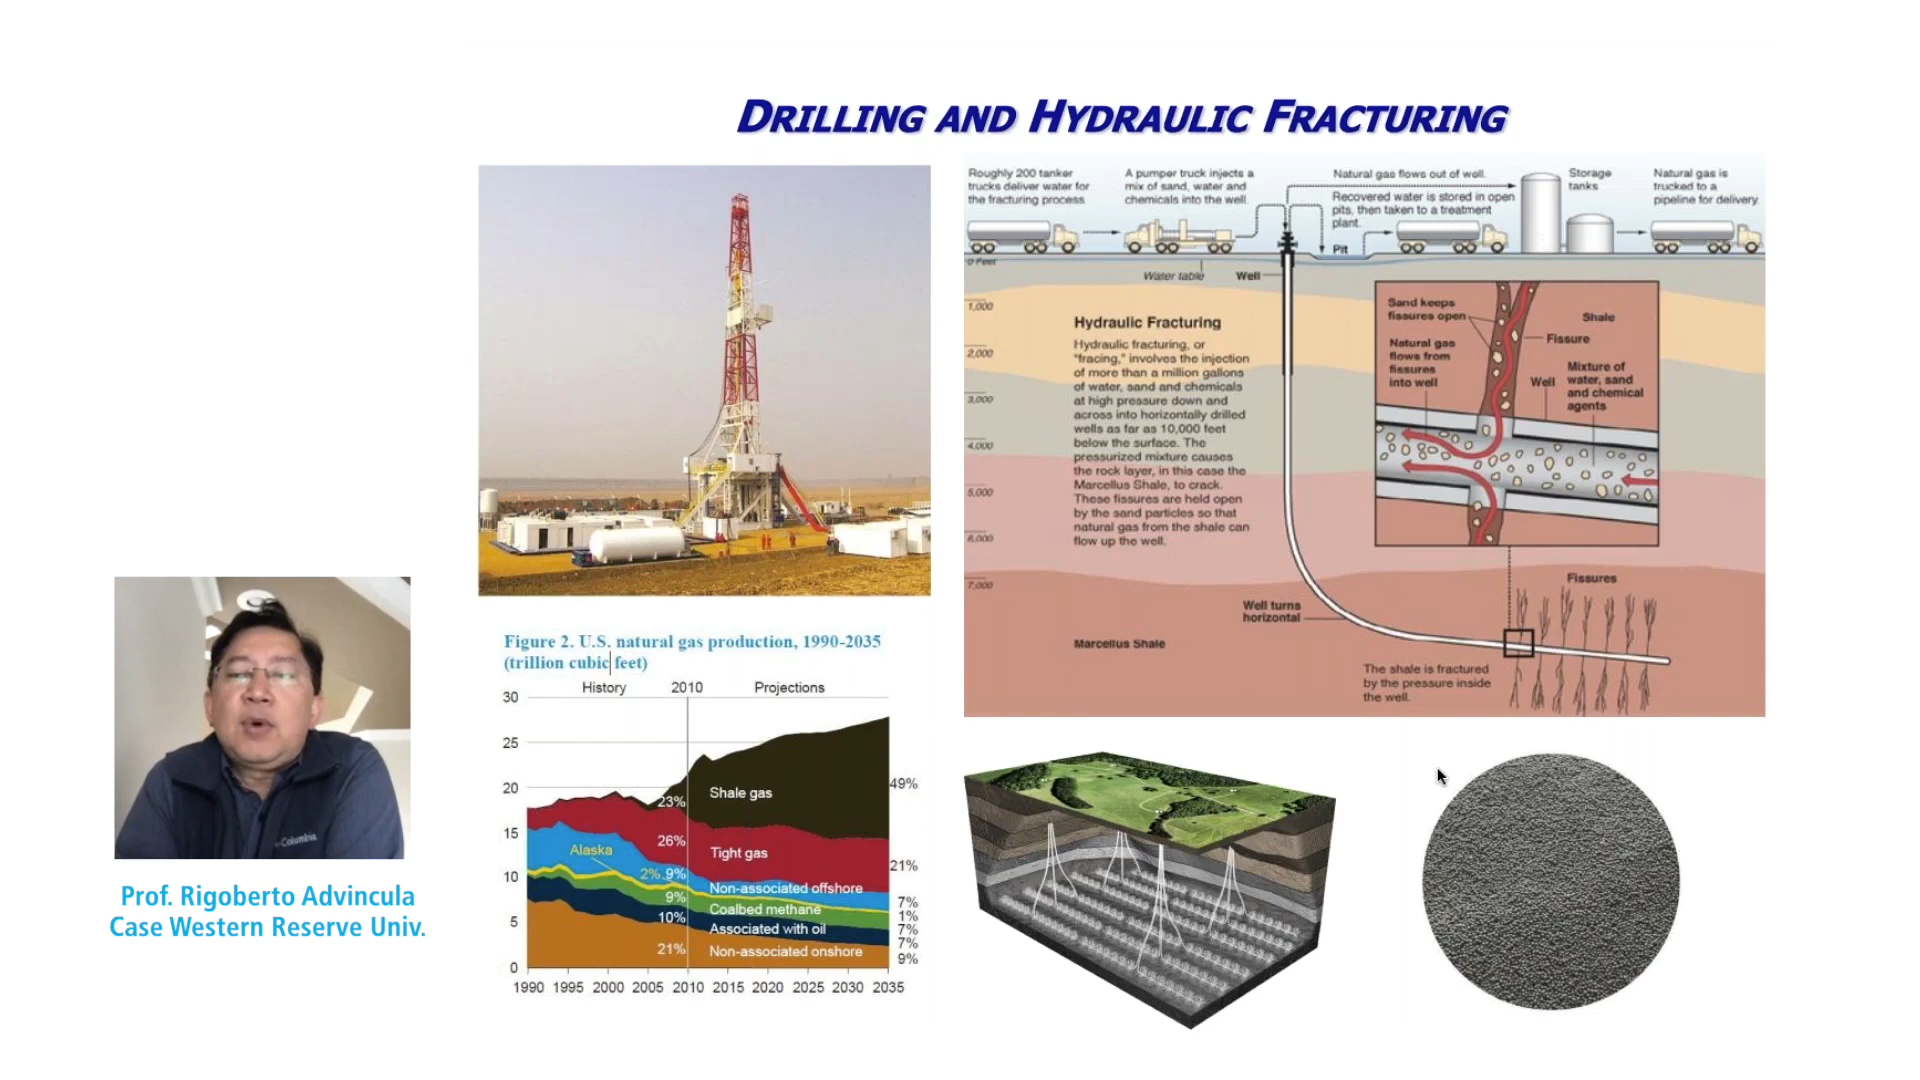 DRILLING AND HYDRAULIC FRACTURING
Roughly 200 tanker
trucks deliver water for
the fracturing process
A pumper truck injects a
mix of sand, water and
chemicals into the well.
Natural gas flows out of well.
Recovered water is stored in open
pits, then taken to a treatment
plant.
Storage
tanks
Natural gas is
trucked to a
pipeline for delivery.
Pit
0 Feet
Water table
Well
1,000
2,000
3,000
4,000
5,000
6,000
7,000
Hydraulic Fracturing
Hydraulic fracturing, or
"fracing," involves the injection
of more than a million gallons
of water, sand and chemicals
at high pressure down and
across into horizontally drilled
wells as far as 10,000 feet
below the surface. The
pressurized mixture causes
the rock layer, in this case the
Marcellus Shale, to crack.
These fissures are held open
by the sand particles so that
natural gas from the shale can
flow up the well.
Sand keeps
fissures open
Shale
Fissure
Natural gas
flows from
fissures
into well
Well
Mixture of
water, sand
and chemical
agents
Fissures
Well turns
horizontal
Marcellus Shale
The shale is fractured
by the pressure inside
the well.
Figure 2. U.S. natural gas production, 1990-2035
(trillion cubic feet)
History
2010
Projections
30
25
20
15
10
5
0
23%
26%
2%
9%
9%
10%
21%
Alaska
Shale gas
Tight gas
Non-associated offshore
Coalbed methane
Associated with oil
Non-associated onshore
49%
21%
7%
1%
7%
7%
9%
1990 1995 2000 2005 2010 2015 2020 2025 2030 2035
Columbia
Prof. Rigoberto Advincula
Case Western Reserve Univ.